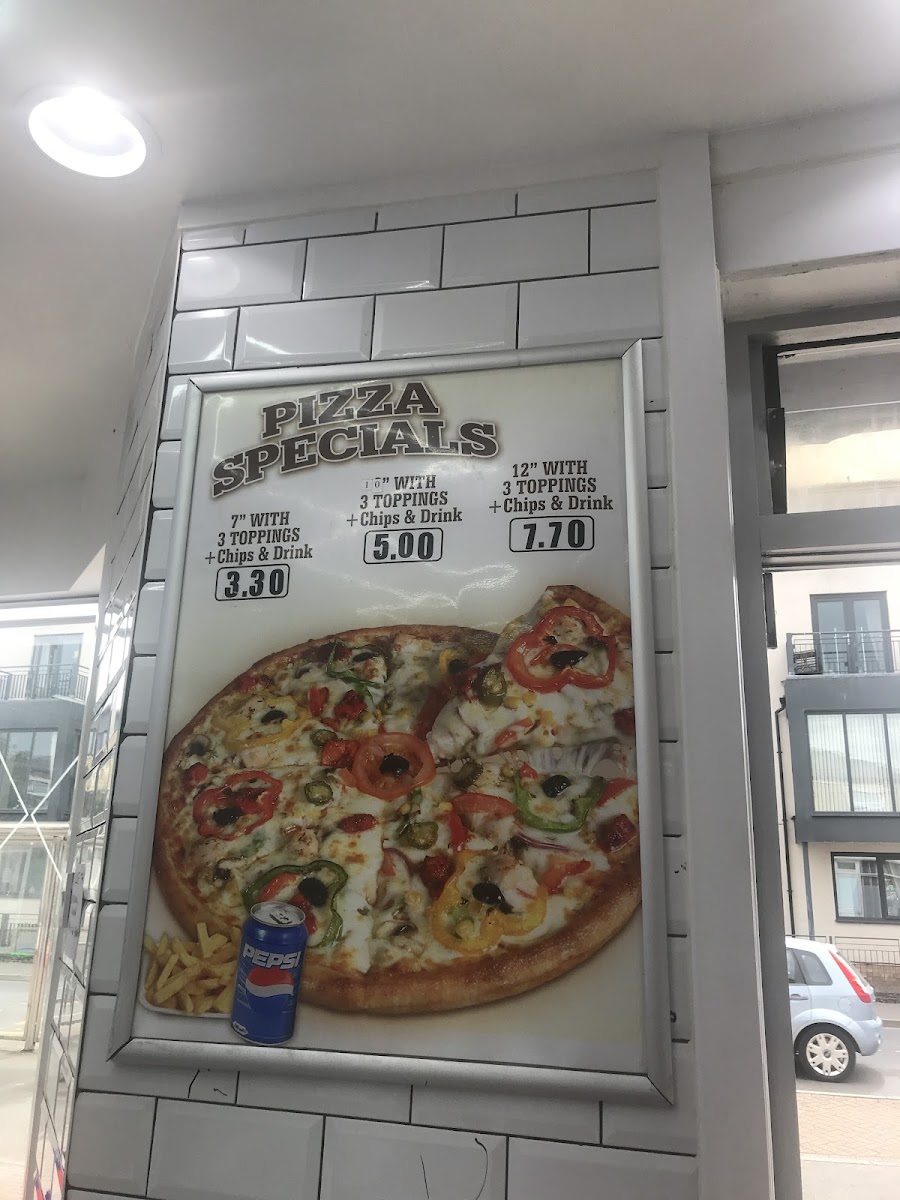 PIZZA
SPECIALS
7” WITH
3 TOPPINGS
+Chips & Drink
3.30
10” WITH
3 TOPPINGS
+Chips & Drink
5.00
12” WITH
3 TOPPINGS
+Chips & Drink
7.70
PEPSI